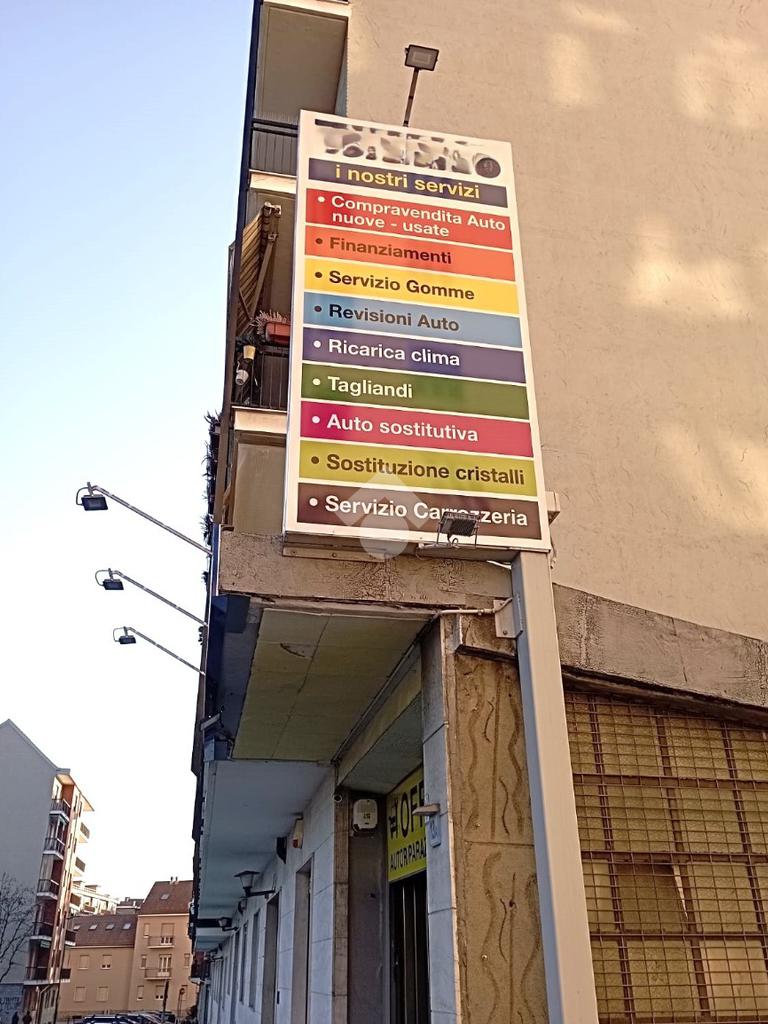 i nostri servizi
• Compravendita Auto
nuove - usate
• Finanziamenti
• Servizio Gomme
• Revisioni Auto
• Ricarica clima
• Tagliandi
• Auto sostitutiva
• Sostituzione cristalli
• Servizio Carrozzeria